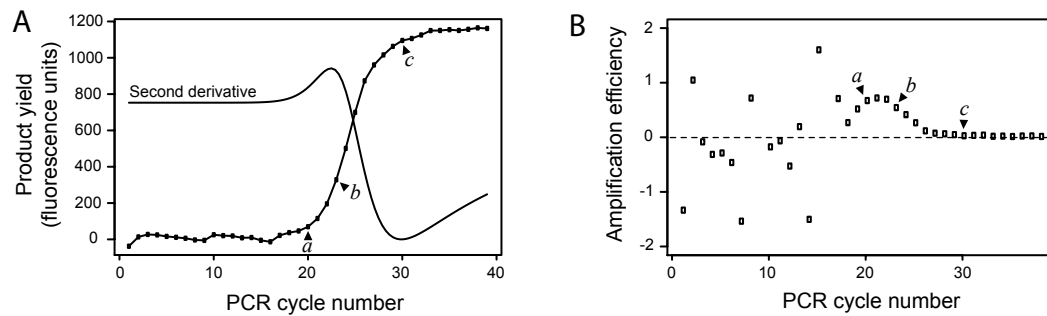 A
Product yield
(fluorescence units)
1200
1000
800
600
400
200
0
Second derivative
a
b
c
0
10
20
30
40
PCR cycle number
B
Amplification efficiency
2
1
0
-1
-2
a
b
c
0
10
20
30
PCR cycle number